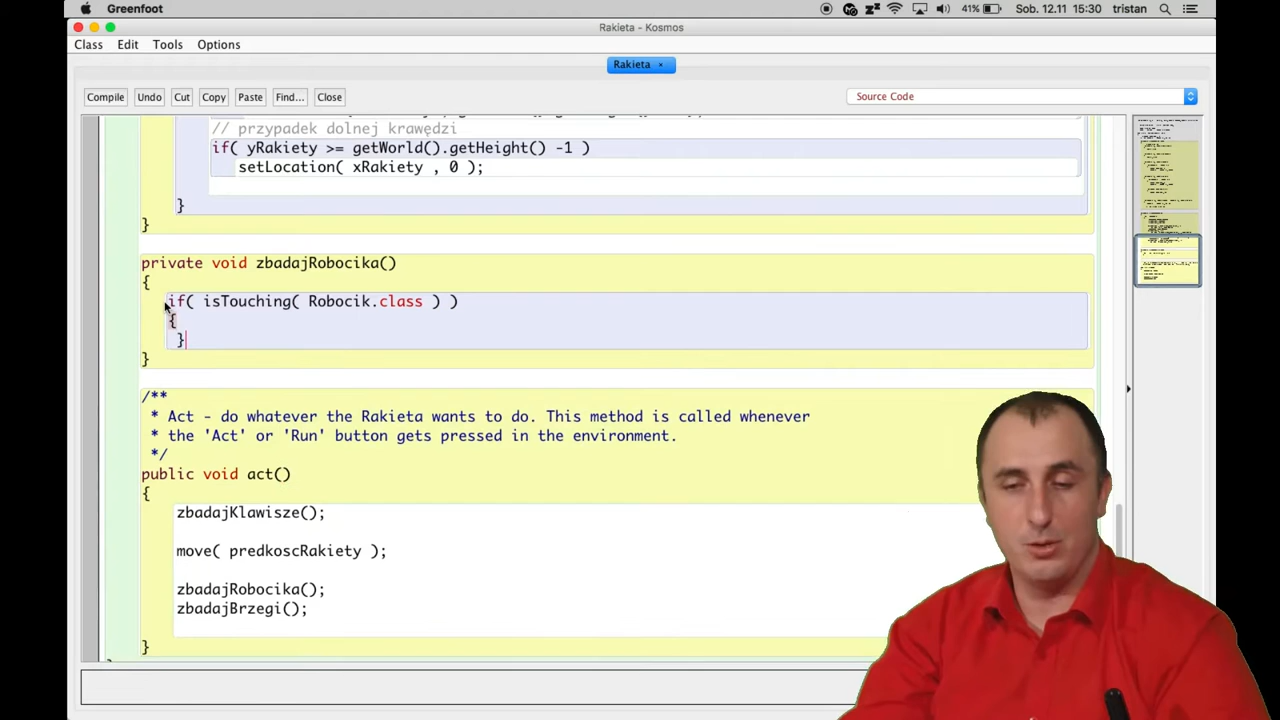 Greenfoot
41%
Sob. 12.11 15:30 tristan
Rakieta - Kosmos
Class Edit Tools Options
Rakieta ×
Compile Undo Cut Copy Paste Find... Close
Source Code
// przypadek dolnej krawędzi
if( yRakiety >= getWorld().getHeight() -1 )
setLocation( xRakiety , 0 );
}
}
private void zbadajRobocika()
{
if( isTouching( Robocik.class ) )
{
}
}
/**
* Act - do whatever the Rakieta wants to do. This method is called whenever
* the 'Act' or 'Run' button gets pressed in the environment.
*/
public void act()
{
zbadajKlawisze();
move( predkoscRakiety );
zbadajRobocika();
zbadajBrzegi();
}